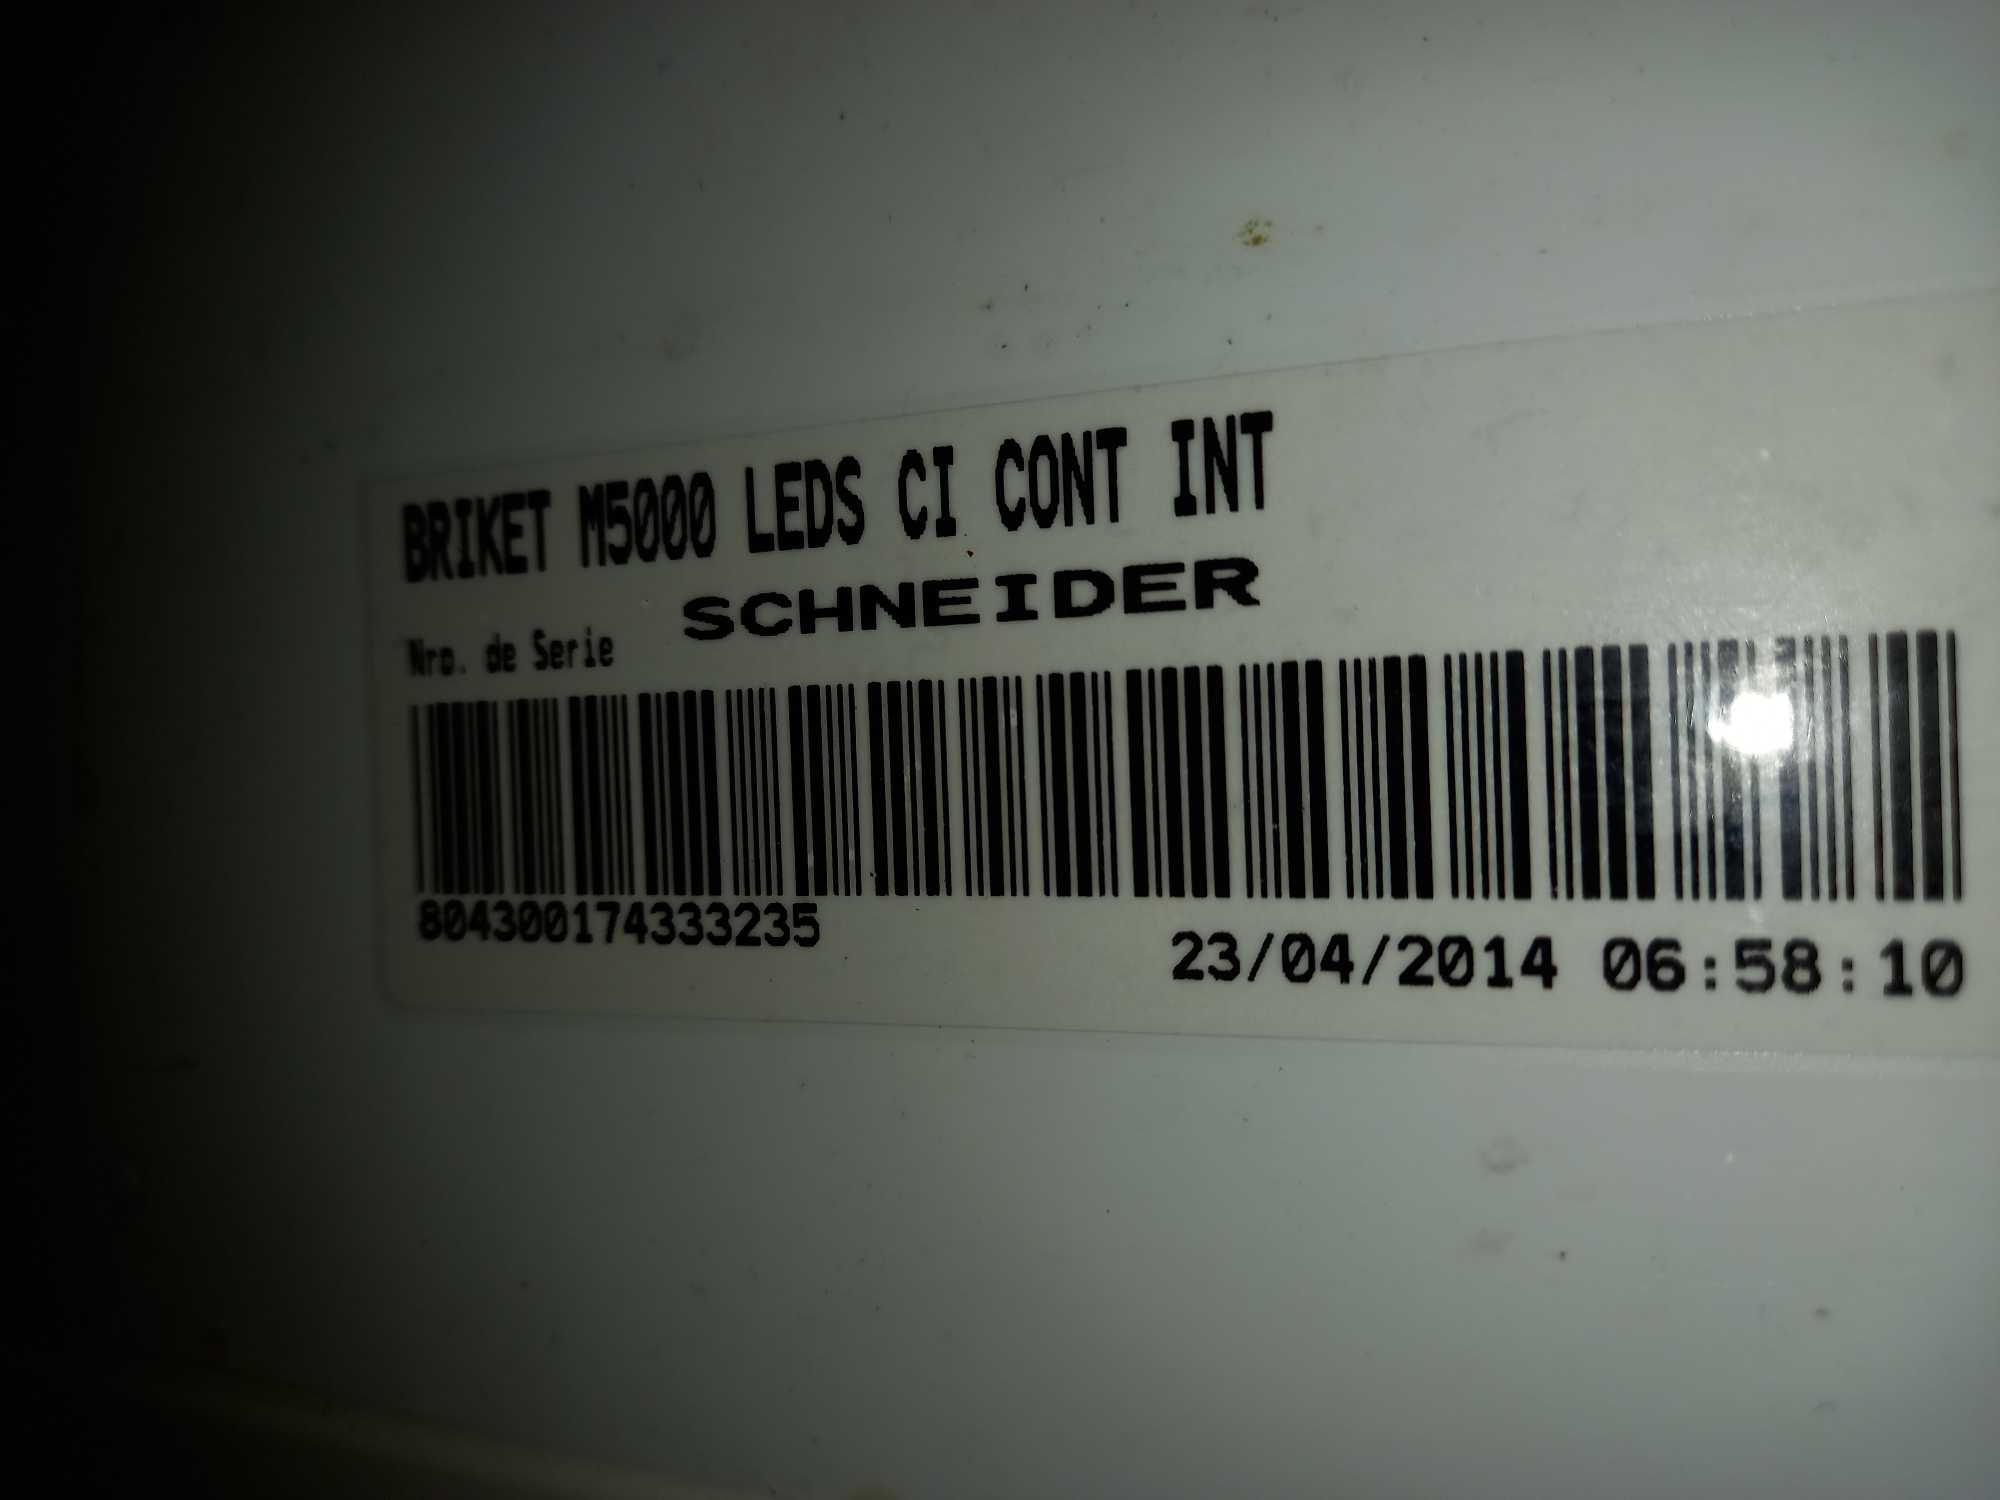 BRIKET M5000 LEDS CI CONT INT
SCHNEIDER
Nro. de Serie
804300174333235
23/04/2014 06:58:10